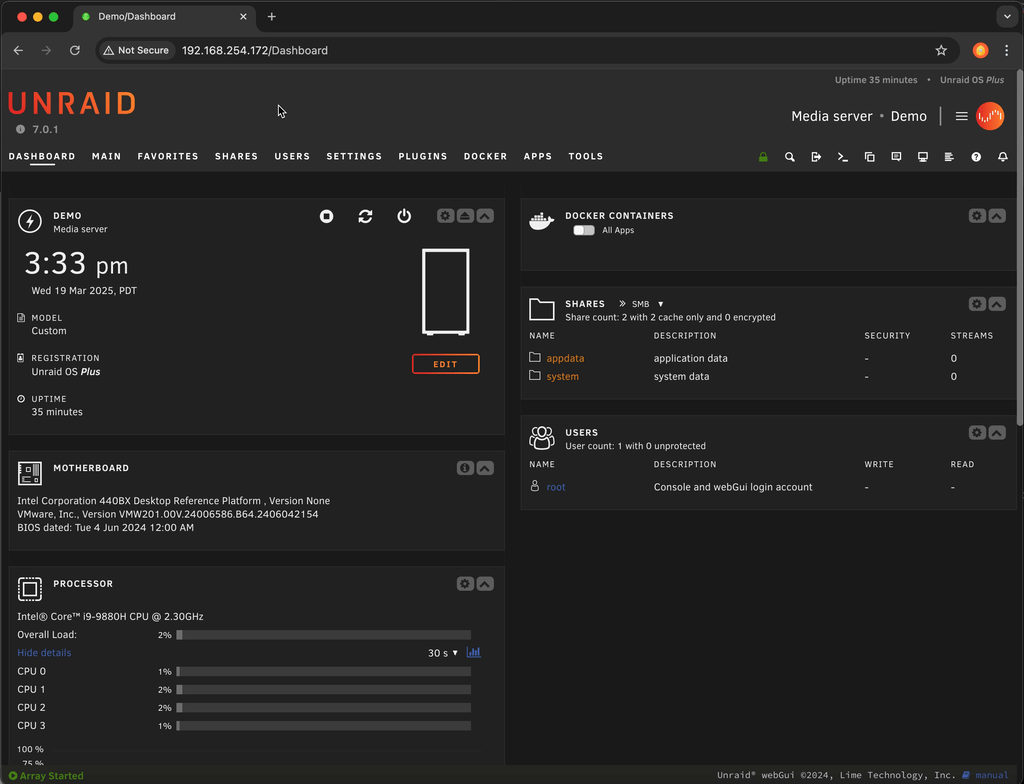 Demo/Dashboard
Not Secure 192.168.254.172/Dashboard
Uptime 35 minutes • Unraid OS Plus
UNRAID
7.0.1
Media server • Demo
DASHBOARD MAIN FAVORITES SHARES USERS SETTINGS PLUGINS DOCKER APPS TOOLS
DEMO
Media server
3:33 pm
Wed 19 Mar 2025, PDT
MODEL
Custom
REGISTRATION
Unraid OS Plus
EDIT
UPTIME
35 minutes
MOTHERBOARD
Intel Corporation 440BX Desktop Reference Platform , Version None
VMware, Inc., Version VMW201.00V.24006586.B64.2406042154
BIOS dated: Tue 4 Jun 2024 12:00 AM
PROCESSOR
Intel® Core™ i9-9880H CPU @ 2.30GHz
Overall Load: 2%
Hide details 30 s
CPU 0 1%
CPU 1 2%
CPU 2 2%
CPU 3 1%
100 %
75 %
DOCKER CONTAINERS
All Apps
SHARES SMB
Share count: 2 with 2 cache only and 0 encrypted
NAME DESCRIPTION SECURITY STREAMS
appdata application data - 0
system system data - 0
USERS
User count: 1 with 0 unprotected
NAME DESCRIPTION WRITE READ
root Console and webGui login account - -
Array Started
Unraid® webGui ©2024, Lime Technology, Inc. manual